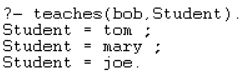 ?- teaches(bob,Student).
Student = tom ;
Student = mary ;
Student = joe.